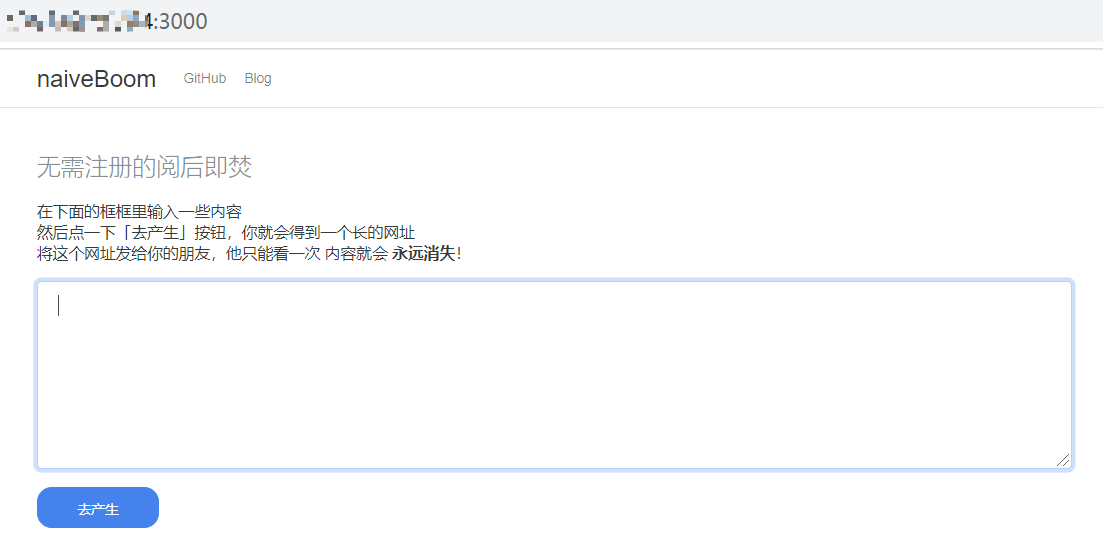 4:3000
naiveBoom GitHub Blog
无需注册的阅后即焚
在下面的框框里输入一些内容
然后点一下「去产生」按钮，你就会得到一个长的网址
将这个网址发给你的朋友，他只能看一次 内容就会 永远消失！
去产生